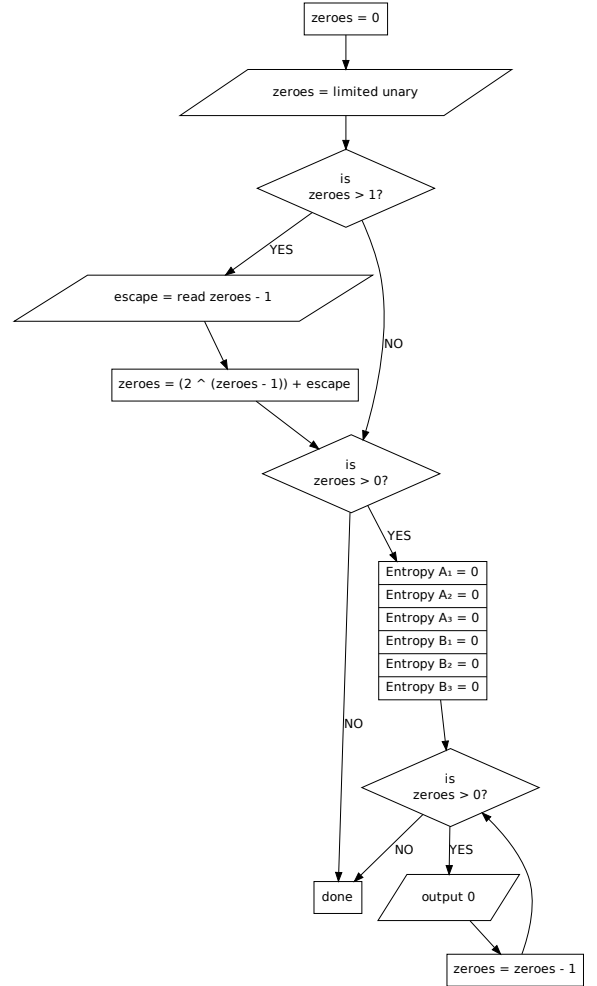 zeroes = 0
zeroes = limited unary
is
zeroes > 1?
YES
escape = read zeroes - 1
NO
zeroes = (2 ^ (zeroes - 1)) + escape
is
zeroes > 0?
YES
Entropy A₁ = 0
Entropy A₂ = 0
Entropy A₃ = 0
Entropy B₁ = 0
Entropy B₂ = 0
Entropy B₃ = 0
NO
is
zeroes > 0?
NO
YES
done
output 0
zeroes = zeroes - 1